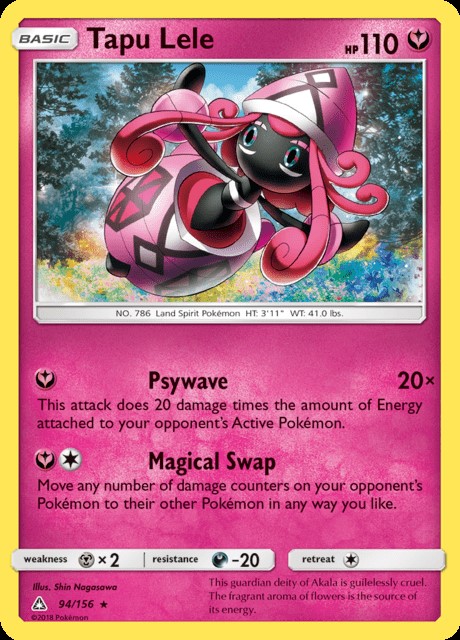 BASIC Tapu Lele HP110
NO. 786 Land Spirit Pokémon HT: 3'11" WT: 41.0 lbs.
Psywave 20×
This attack does 20 damage times the amount of Energy
attached to your opponent's Active Pokémon.
Magical Swap
Move any number of damage counters on your opponent's
Pokémon to their other Pokémon in any way you like.
weakness ×2 resistance -20 retreat
Illus. Shin Nagasawa
94/156
©2018 Pokémon
This guardian deity of Akala is guilelessly cruel.
The fragrant aroma of flowers is the source of
its energy.